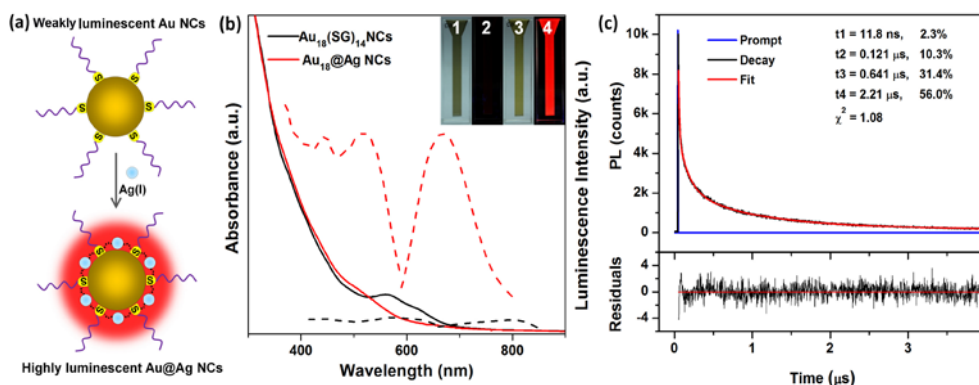 (a) Weakly luminescent Au NCs
S S
S S
S S
Ag(I)
S S
S S
S S
Highly luminescent Au@Ag NCs
(b)
Au18(SG)14NCs
Au18@Ag NCs
1 2 3 4
Absorbance (a.u.)
Luminescence Intensity (a.u.)
400 600 800
Wavelength (nm)
(c)
Prompt
Decay
Fit
t1 = 11.8 ns, 2.3%
t2 = 0.121 μs, 10.3%
t3 = 0.641 μs, 31.4%
t4 = 2.21 μs, 56.0%
χ² = 1.08
PL (counts)
10k
8k
6k
4k
2k
0
Residuals
4
0
-4
0 1 2 3
Time (μs)